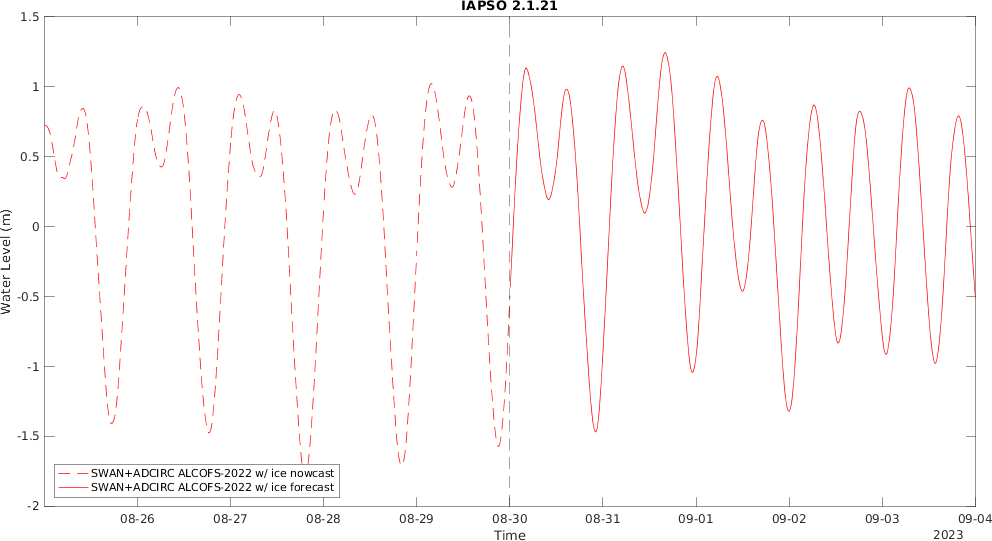 IAPSO 2.1.21
1.5
1
0.5
0
-0.5
-1
-1.5
-2
Water Level (m)
SWAN+ADCIRC ALCOFS-2022 w/ ice nowcast
SWAN+ADCIRC ALCOFS-2022 w/ ice forecast
08-26 08-27 08-28 08-29 08-30 08-31 09-01 09-02 09-03 09-04
Time
2023